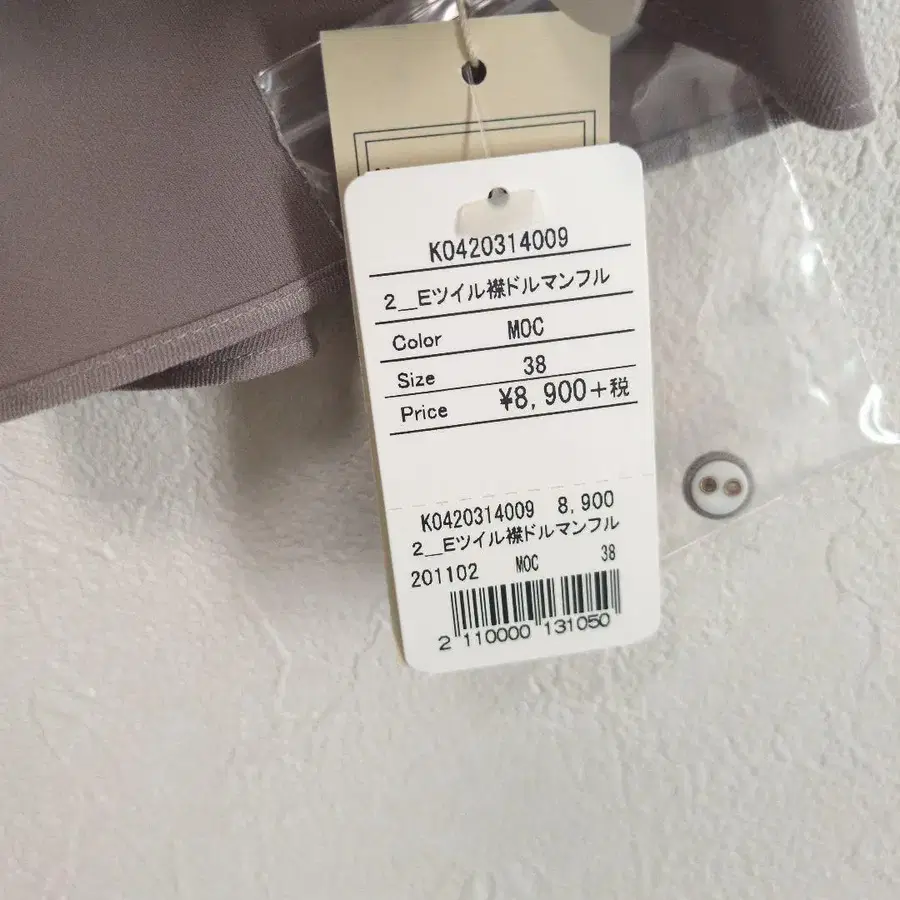 K0420314009
2__Eツイル襟ドルマンフル
Color MOC
Size 38
Price ¥8,900+税
K0420314009 8,900
2__Eツイル襟ドルマンフル
201102 MOC 38
2 110000 131050